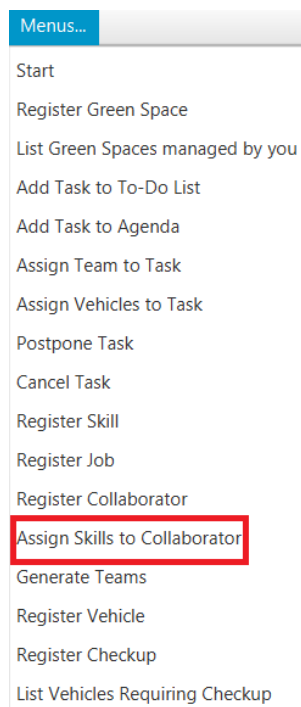 Menus...
Start
Register Green Space
List Green Spaces managed by you
Add Task to To-Do List
Add Task to Agenda
Assign Team to Task
Assign Vehicles to Task
Postpone Task
Cancel Task
Register Skill
Register Job
Register Collaborator
Assign Skills to Collaborator
Generate Teams
Register Vehicle
Register Checkup
List Vehicles Requiring Checkup